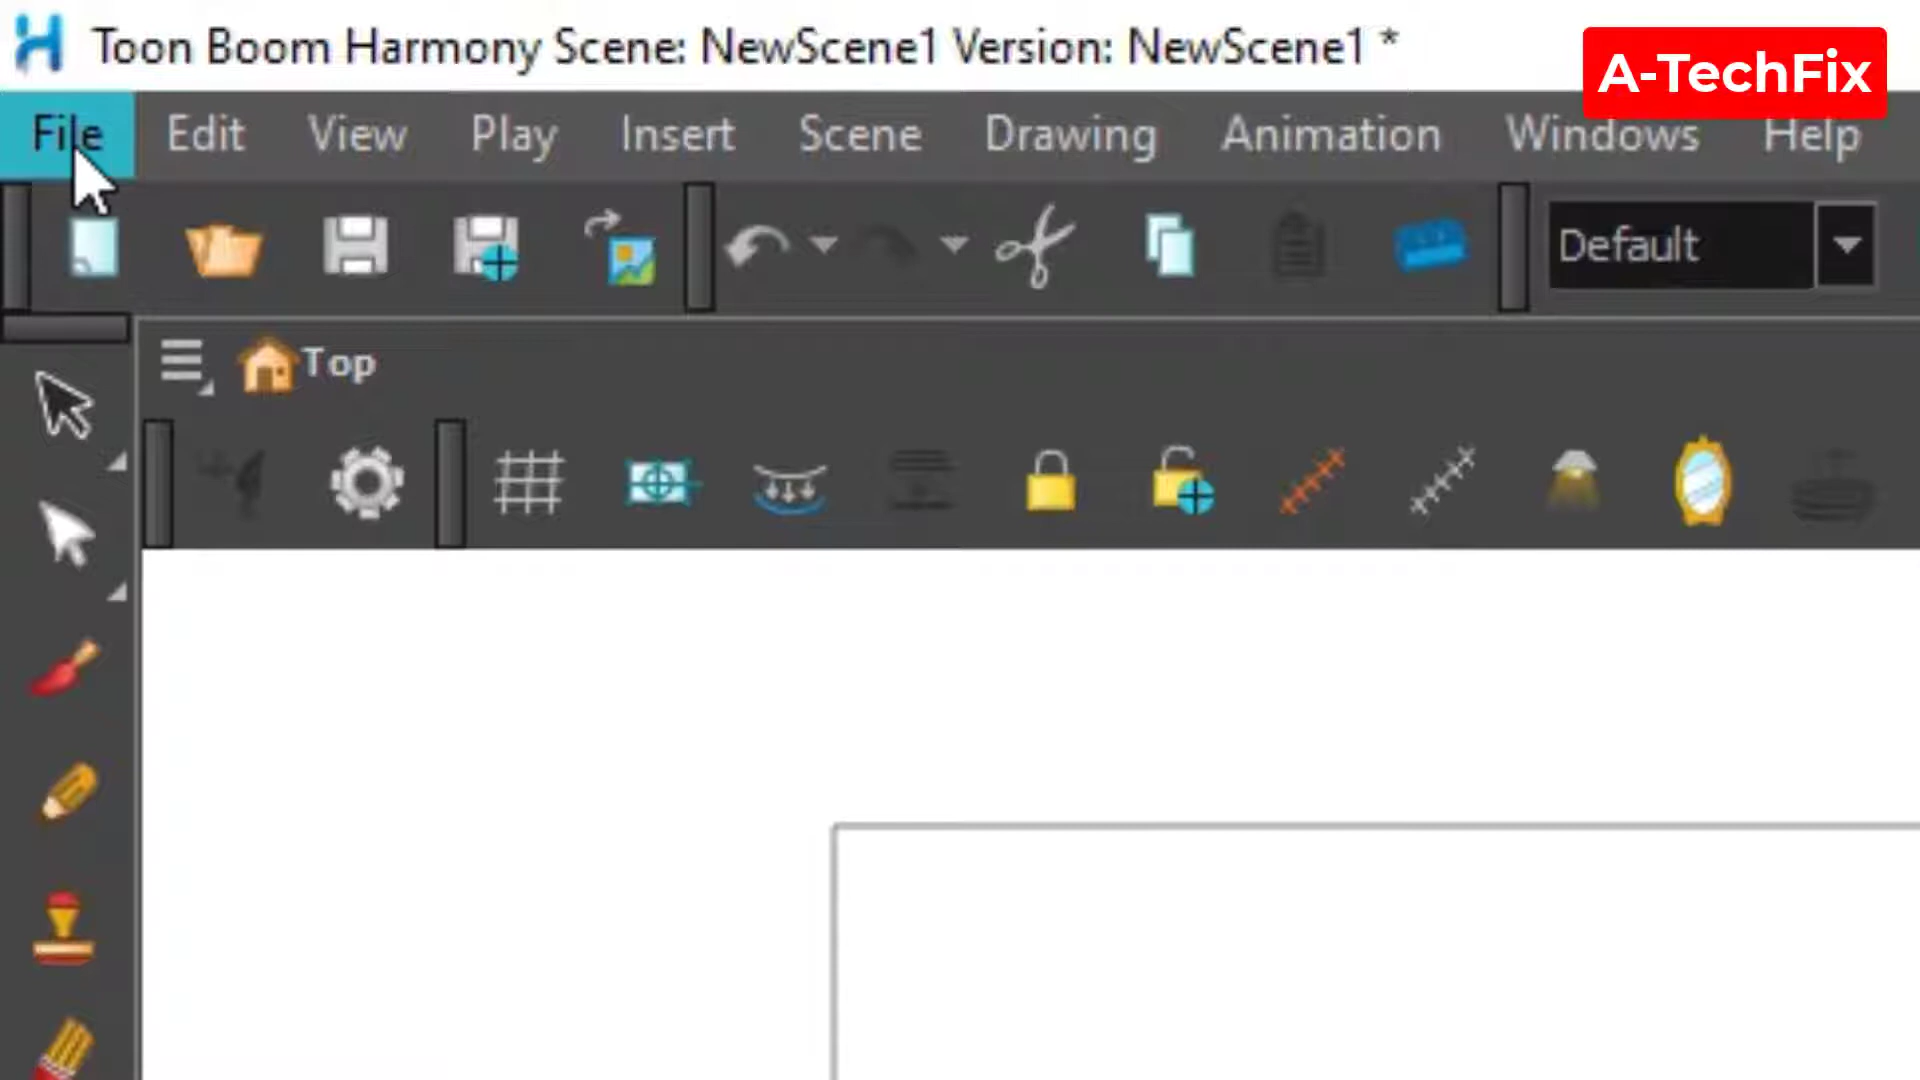 Toon Boom Harmony Scene: NewScene1 Version: NewScene1 *
A-TechFix
File Edit View Play Insert Scene Drawing Animation Windows Help
Default
Top